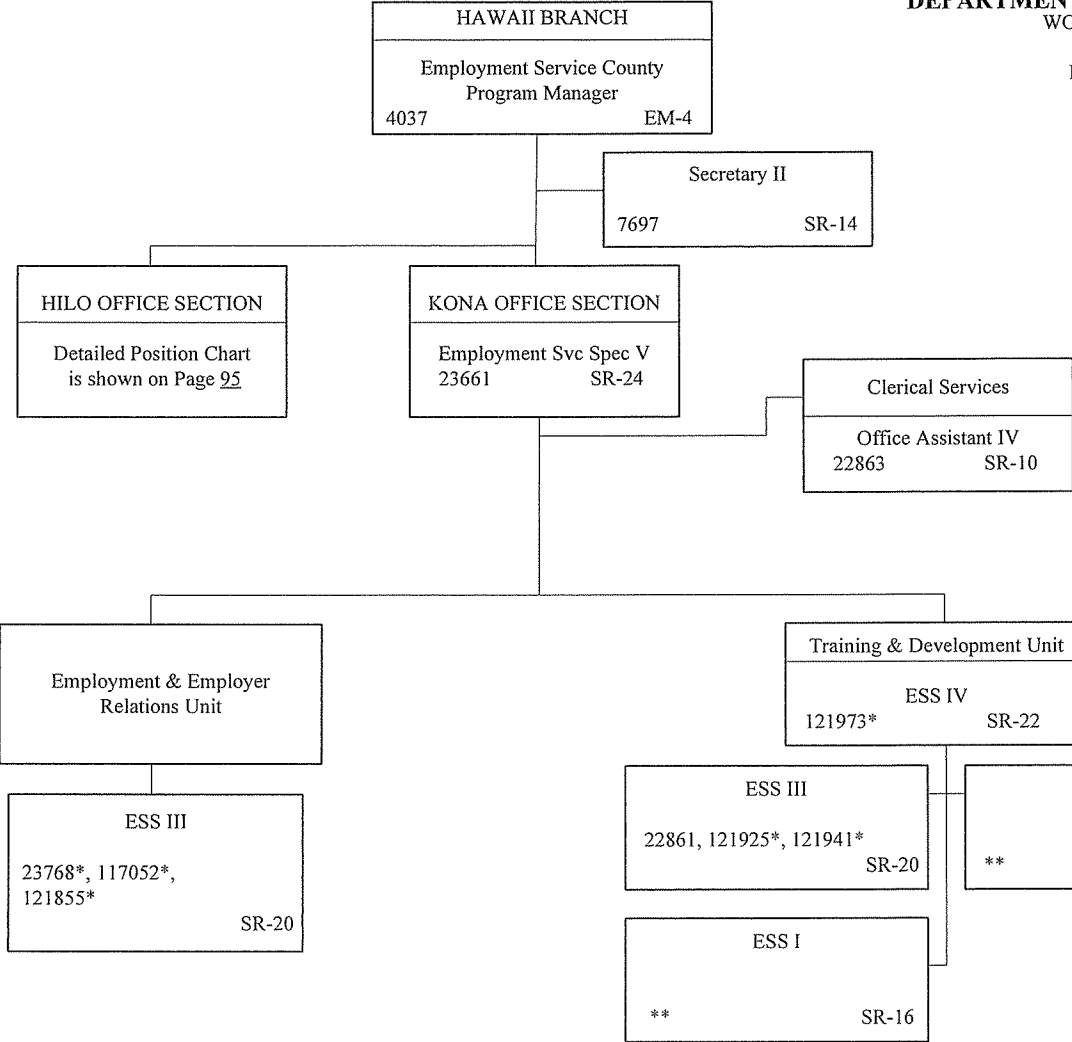 DEPARTMEN
WO
HAWAII BRANCH
Employment Service County
Program Manager
4037 EM-4
Secretary II
7697 SR-14
HILO OFFICE SECTION
Detailed Position Chart
is shown on Page 95
KONA OFFICE SECTION
Employment Svc Spec V
23661 SR-24
Clerical Services
Office Assistant IV
22863 SR-10
Employment & Employer
Relations Unit
Training & Development Unit
ESS IV
121973* SR-22
ESS III
23768*, 117052*,
121855*
SR-20
ESS III
22861, 121925*, 121941*
SR-20
**
ESS I
** SR-16